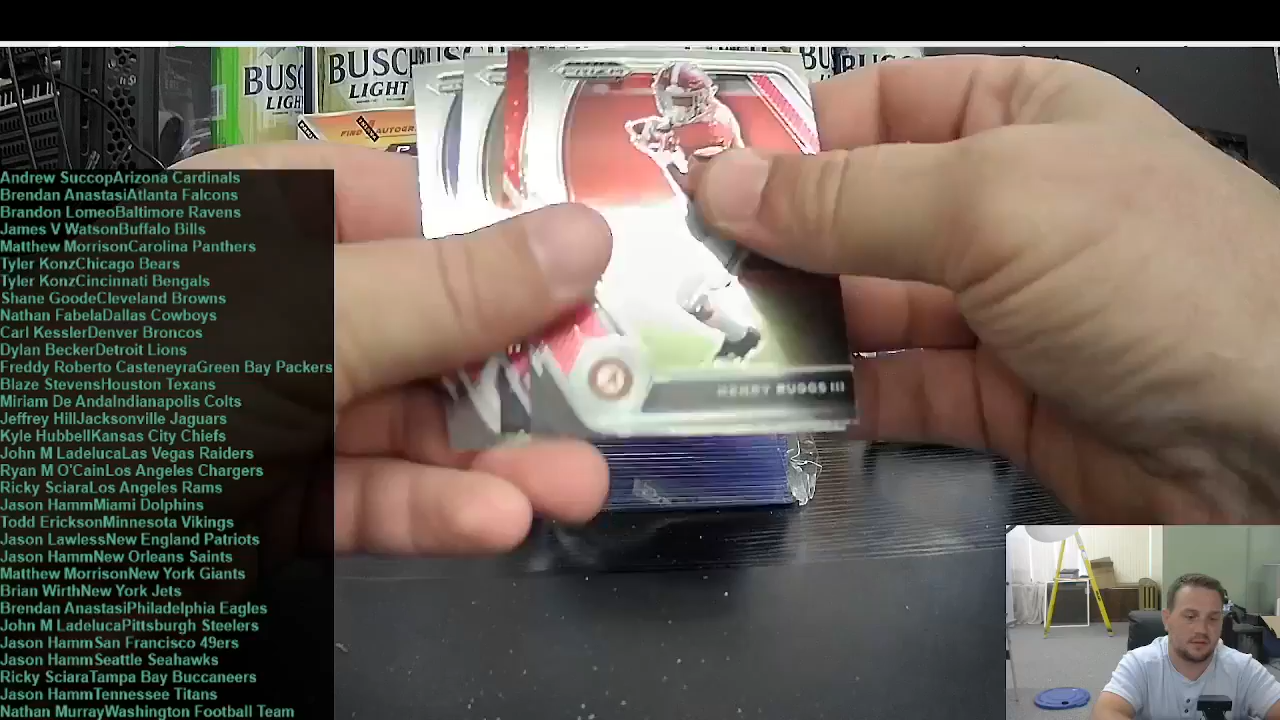 BUSCH
LIGHT
BUSCH
LIGHT
BUSCH
BUSCH
FIND AUTOGR
HENRY RUGGS III
Andrew SuccopArizona Cardinals
Brendan AnastasiAtlanta Falcons
Brandon LomeoBaltimore Ravens
James V WatsonBuffalo Bills
Matthew MorrisonCarolina Panthers
Tyler KonzChicago Bears
Tyler KonzCincinnati Bengals
Shane GoodeCleveland Browns
Nathan FabelaDallas Cowboys
Carl KesslerDenver Broncos
Dylan BeckerDetroit Lions
Freddy Roberto CasteneyraGreen Bay Packers
Blaze StevensHouston Texans
Miriam De AndaIndianapolis Colts
Jeffrey HillJacksonville Jaguars
Kyle HubbellKansas City Chiefs
John M LadelucaLas Vegas Raiders
Ryan M O'CainLos Angeles Chargers
Ricky SciaraLos Angeles Rams
Jason HammMiami Dolphins
Todd EricksonMinnesota Vikings
Jason LawlessNew England Patriots
Jason HammNew Orleans Saints
Matthew MorrisonNew York Giants
Brian WirthNew York Jets
Brendan AnastasiPhiladelphia Eagles
John M LadelucaPittsburgh Steelers
Jason HammSan Francisco 49ers
Jason HammSeattle Seahawks
Ricky SciaraTampa Bay Buccaneers
Jason HammTennessee Titans
Nathan MurrayWashington Football Team